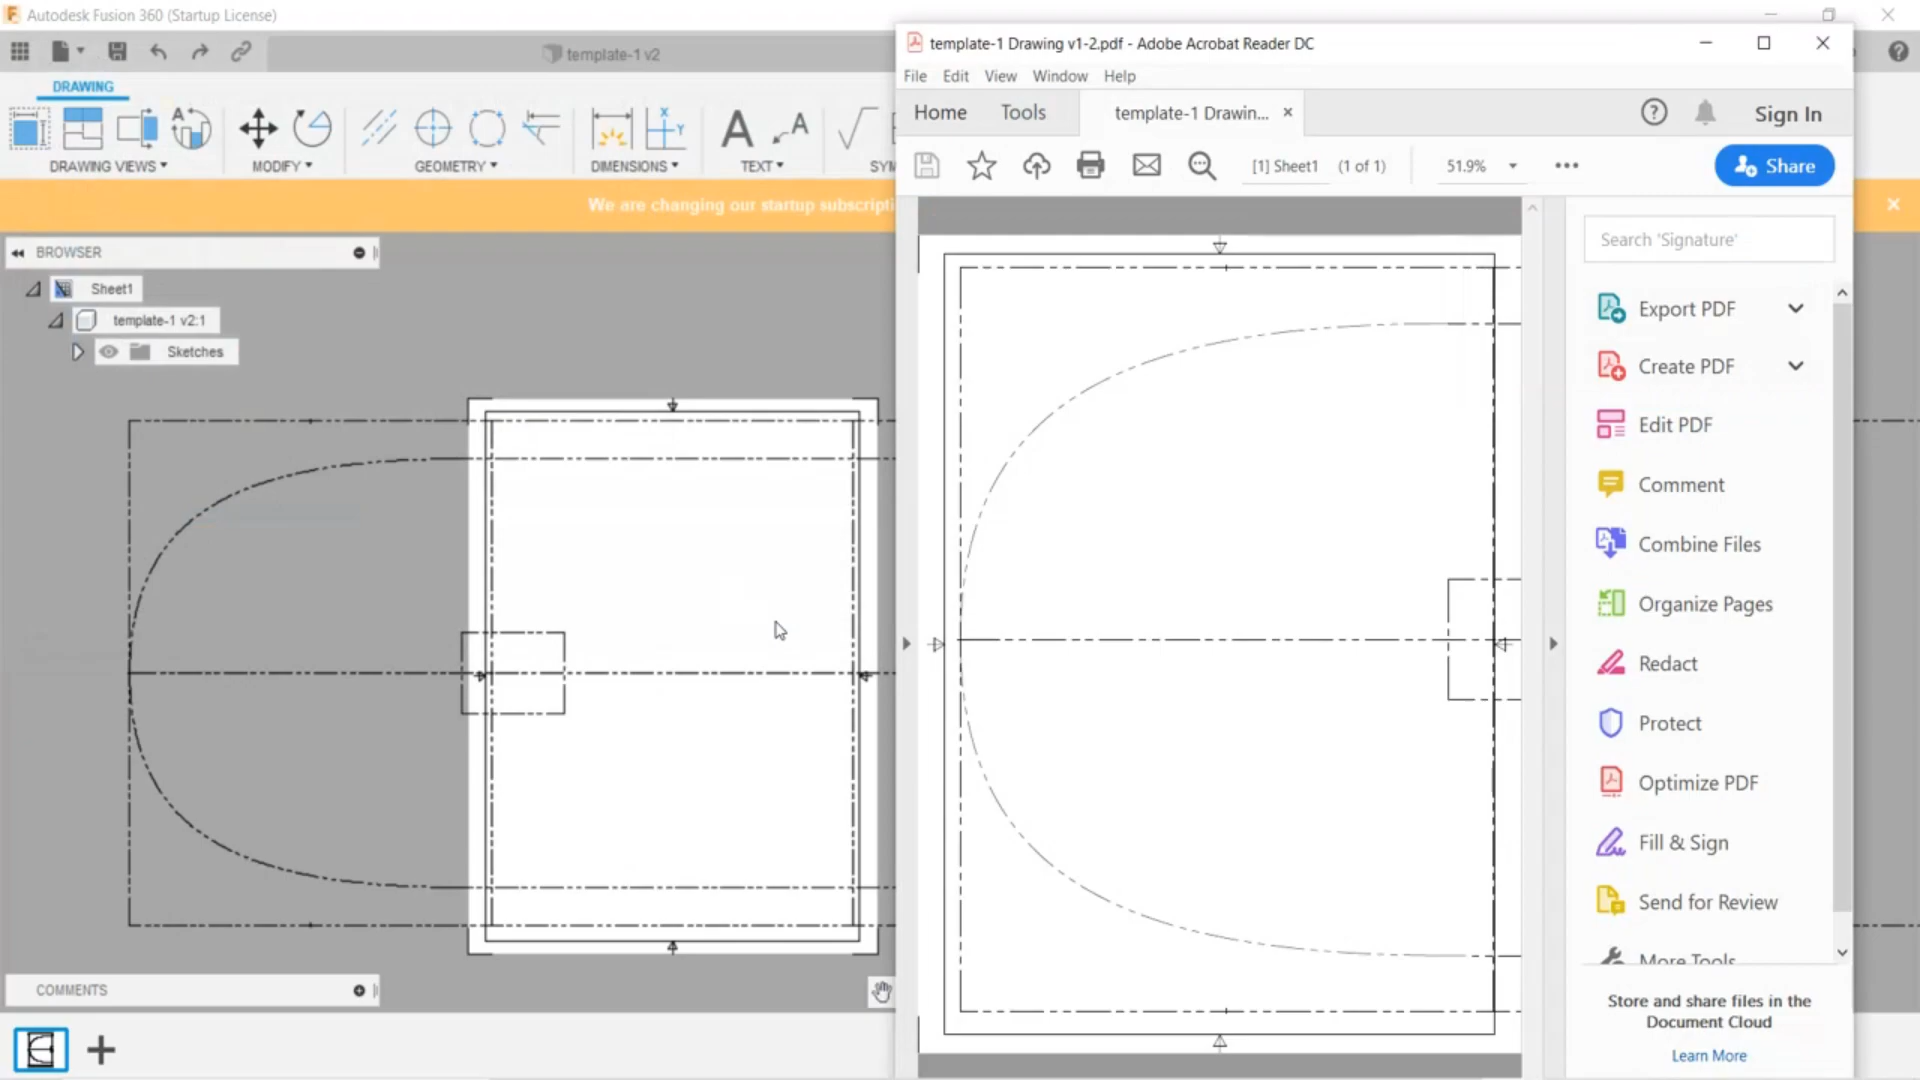 Autodesk Fusion 360 (Startup License)
template-1 v2
DRAWING
DRAWING VIEWS
MODIFY
GEOMETRY
DIMENSIONS
TEXT
SYM
We are changing our startup subscripti
BROWSER
Sheet1
template-1 v2:1
Sketches
COMMENTS
template-1 Drawing v1-2.pdf - Adobe Acrobat Reader DC
File Edit View Window Help
Home Tools template-1 Drawin... Sign In
[1] Sheet1 (1 of 1) 51.9% Share
Search 'Signature'
Export PDF
Create PDF
Edit PDF
Comment
Combine Files
Organize Pages
Redact
Protect
Optimize PDF
Fill & Sign
Send for Review
More Tools
Store and share files in the
Document Cloud
Learn More